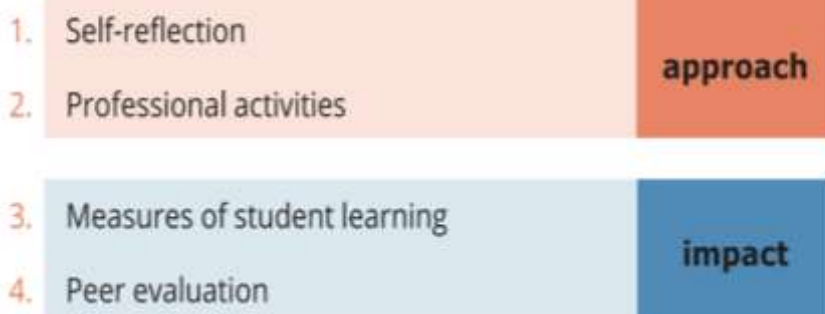 1. Self-reflection
approach
2. Professional activities
3. Measures of student learning
impact
4. Peer evaluation